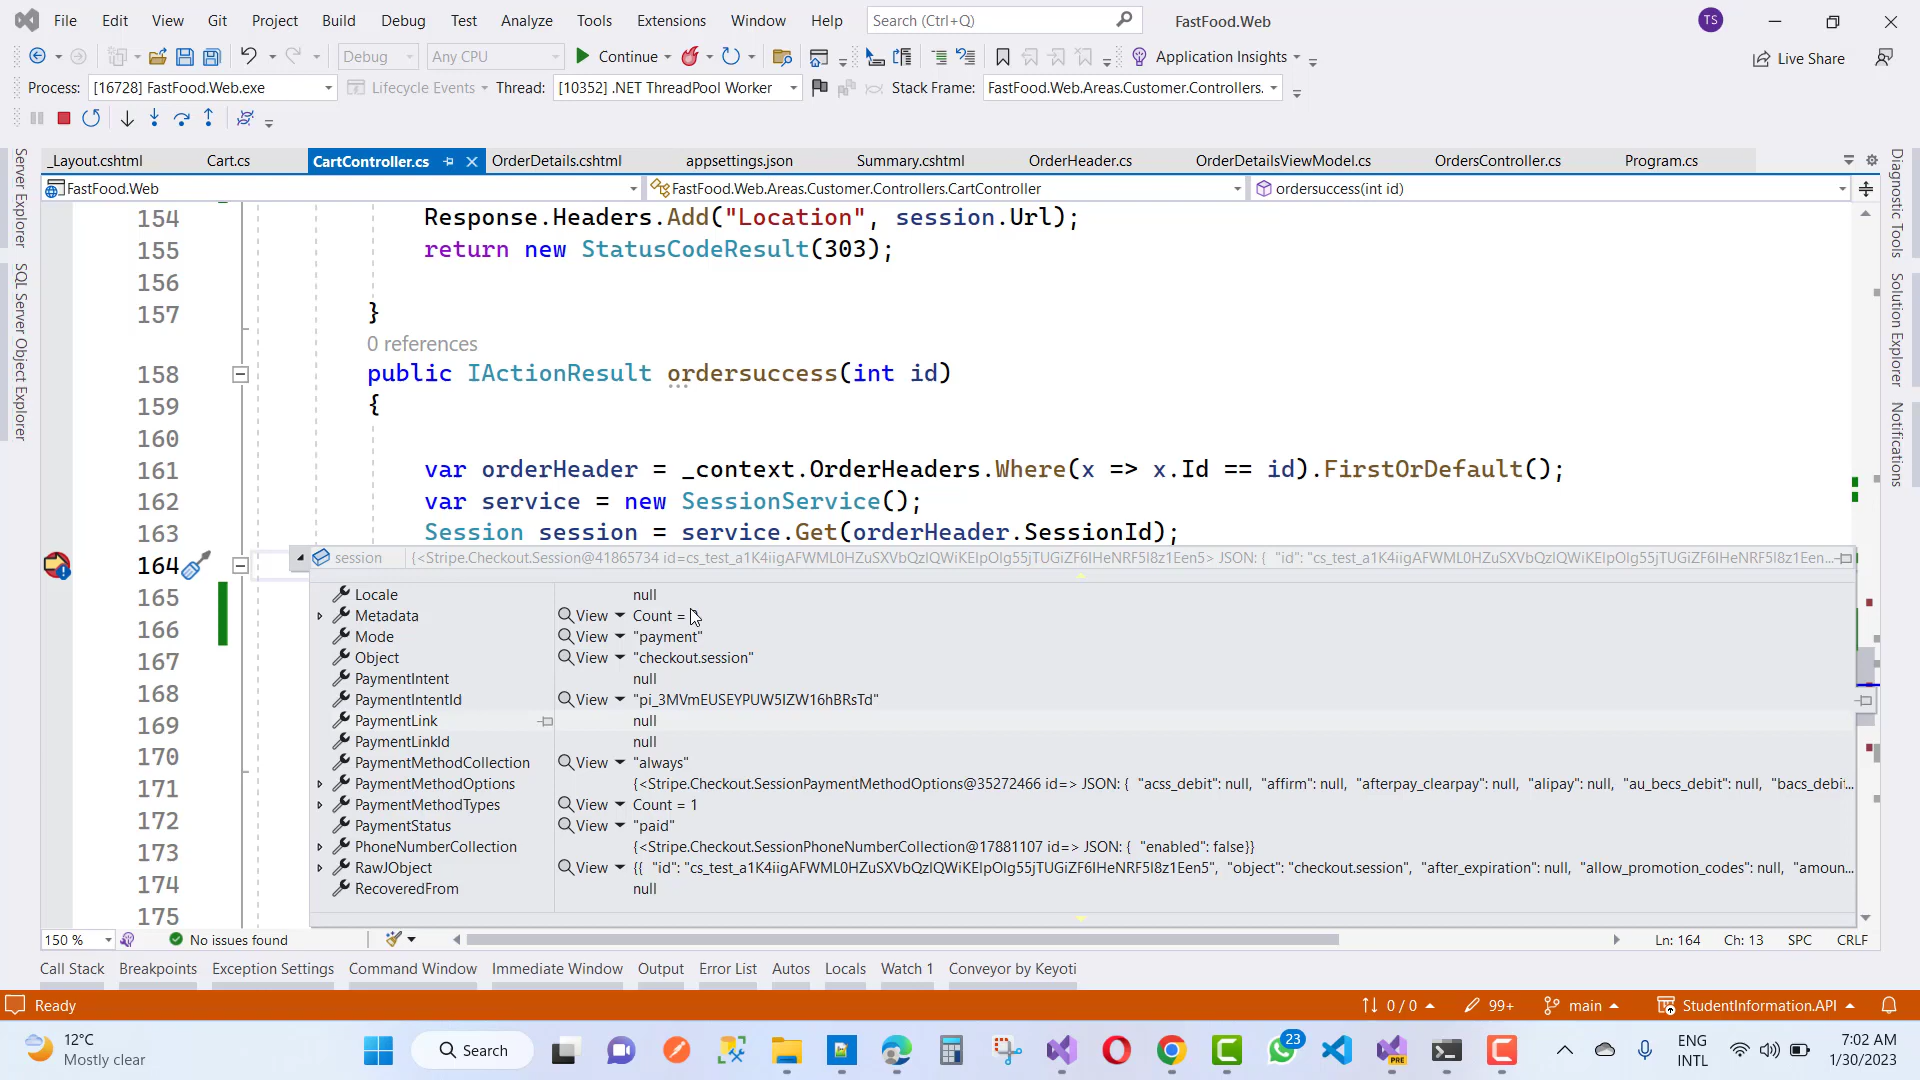 File Edit View Git Project Build Debug Test Analyze Tools Extensions Window Help Search (Ctrl+Q) FastFood.Web TS
Debug Any CPU Continue Application Insights Live Share
Process: [16728] FastFood.Web.exe Lifecycle Events Thread: [10352] .NET ThreadPool Worker Stack Frame: FastFood.Web.Areas.Customer.Controllers.
_Layout.cshtml Cart.cs CartController.cs OrderDetails.cshtml appsettings.json Summary.cshtml OrderHeader.cs OrderDetailsViewModel.cs OrdersController.cs Program.cs
FastFood.Web FastFood.Web.Areas.Customer.Controllers.CartController ordersuccess(int id)
Server Explorer
SQL Server Object Explorer
Diagnostic Tools
Solution Explorer
Notifications
154 Response.Headers.Add("Location", session.Url);
155 return new StatusCodeResult(303);
156
157 }
0 references
158 public IActionResult ordersuccess(int id)
159 {
160
161 var orderHeader = _context.OrderHeaders.Where(x => x.Id == id).FirstOrDefault();
162 var service = new SessionService();
163 Session session = service.Get(orderHeader.SessionId);
164 session {<Stripe.Checkout.Session@41865734 id=cs_test_a1K4iigAFWML0HZuSXVbQzlQWiKEIpOIg55jTUGiZF6IHeNRF5I8z1Een5> JSON: { "id": "cs_test_a1K4iigAFWML0HZuSXVbQzlQWiKEIpOIg55jTUGiZF6IHeNRF5I8z1Een...
165
166
167
168
169
170
171
172
173
174
175
Locale null
Metadata View Count =
Mode View "payment"
Object View "checkout.session"
PaymentIntent null
PaymentIntentId View "pi_3MVmEUSEYPUW5IZW16hBRsTd"
PaymentLink null
PaymentLinkId null
PaymentMethodCollection View "always"
PaymentMethodOptions {<Stripe.Checkout.SessionPaymentMethodOptions@35272466 id=> JSON: { "acss_debit": null, "affirm": null, "afterpay_clearpay": null, "alipay": null, "au_becs_debit": null, "bacs_debit...
PaymentMethodTypes View Count = 1
PaymentStatus View "paid"
PhoneNumberCollection {<Stripe.Checkout.SessionPhoneNumberCollection@17881107 id=> JSON: { "enabled": false}}
RawJObject View {{ "id": "cs_test_a1K4iigAFWML0HZuSXVbQzlQWiKEIpOIg55jTUGiZF6IHeNRF5I8z1Een5", "object": "checkout.session", "after_expiration": null, "allow_promotion_codes": null, "amoun...
RecoveredFrom null
150 % No issues found Ln: 164 Ch: 13 SPC CRLF
Call Stack Breakpoints Exception Settings Command Window Immediate Window Output Error List Autos Locals Watch 1 Conveyor by Keyoti
Ready 0 / 0 99+ main StudentInformation.API
12°C
Mostly clear
Search
PRE
23
ENG
INTL
7:02 AM
1/30/2023